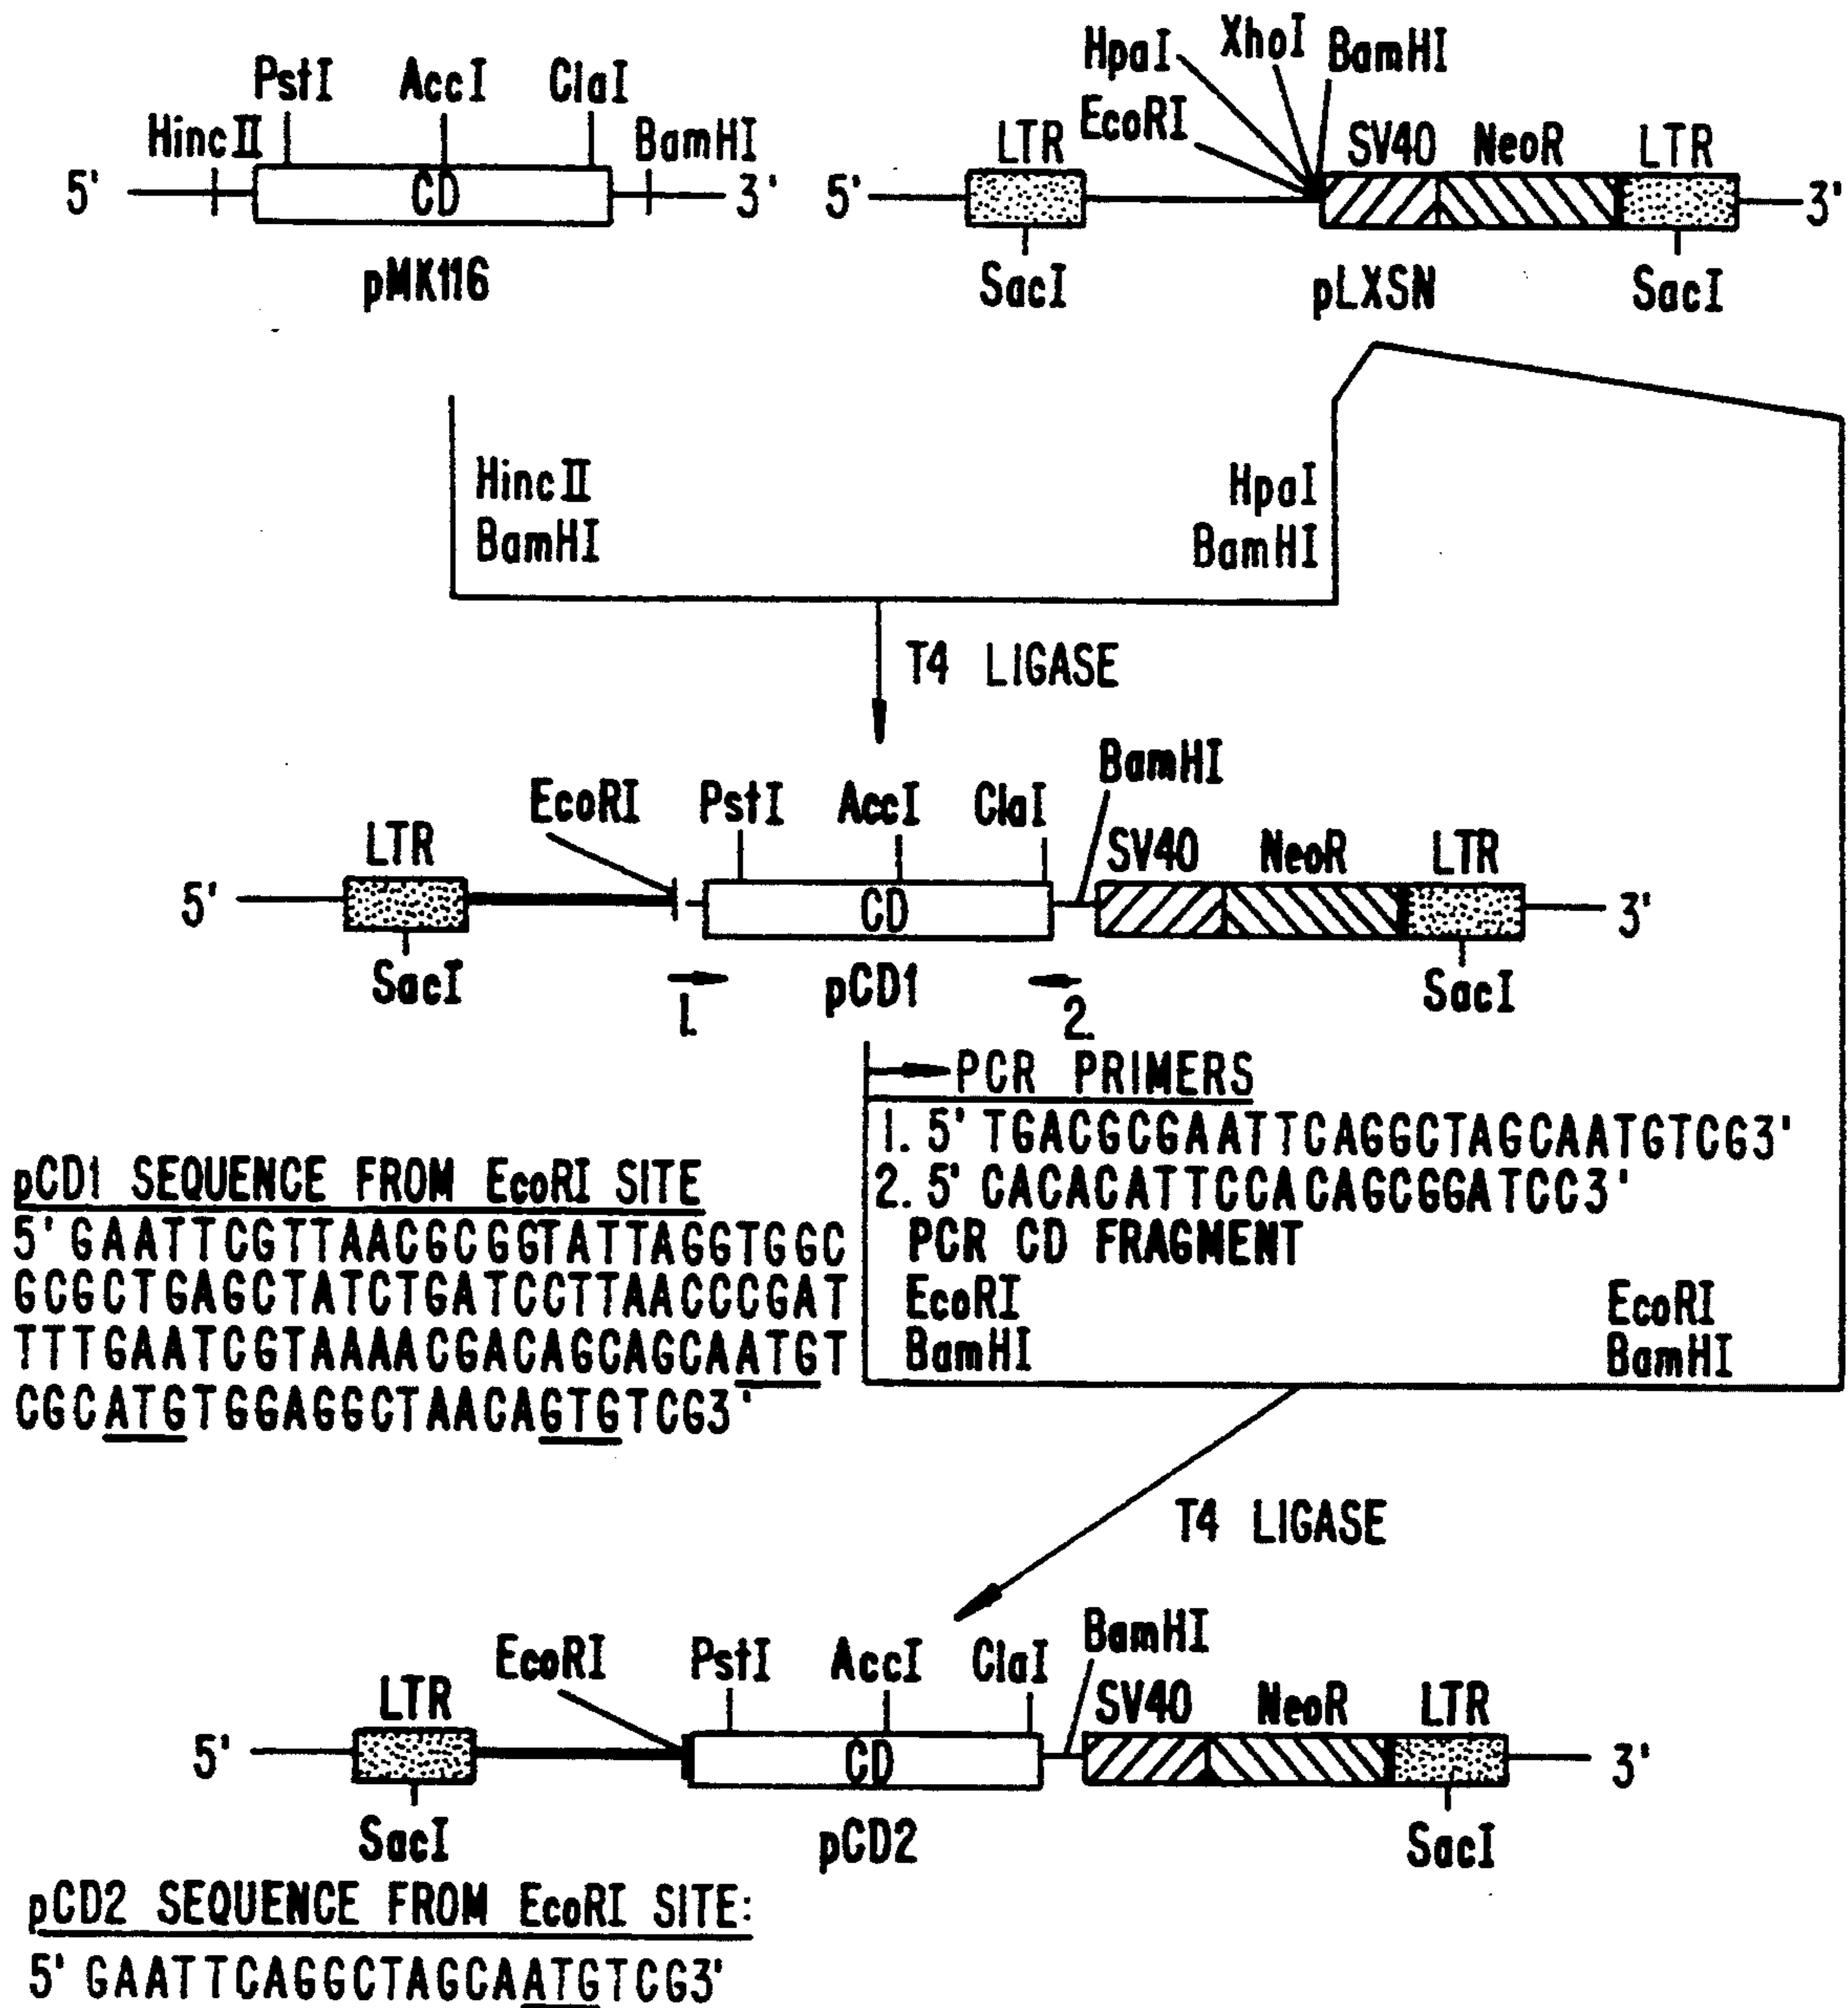 PstI AccI ClaI
HincII BamHI
5' CD 3'
pMK116
HpaI XhoI BamHI
EcoRI
LTR SV40 NeoR LTR
5' 3'
SacI pLXSN SacI
HincII
BamHI
HpaI
BamHI
T4 LIGASE
EcoRI PstI AccI ClaI BamHI
LTR SV40 NeoR LTR
5' CD 3'
SacI pCD1 SacI
1. 2.
PCR PRIMERS
1. 5' TGACGCGAATTCAGGCTAGCAATGTCG3'
2. 5' CACACATTCCACAGCGGATCC3'
PCR CD FRAGMENT
EcoRI
BamHI
EcoRI
BamHI
pCD1 SEQUENCE FROM EcoRI SITE
5' GAATTCGTTAACGCGGTATTAGGTGGC
GCGCTGAGCTATCTGATCCTTAACCCGAT
TTTGAATCGTAAAACGACAGCAGCAATGT
CGCATGTGGAGGCTAACAGTGTCG3'
T4 LIGASE
EcoRI PstI AccI ClaI BamHI
LTR SV40 NeoR LTR
5' CD 3'
SacI pCD2 SacI
pCD2 SEQUENCE FROM EcoRI SITE:
5' GAATTCAGGCTAGCAATGTCG3'